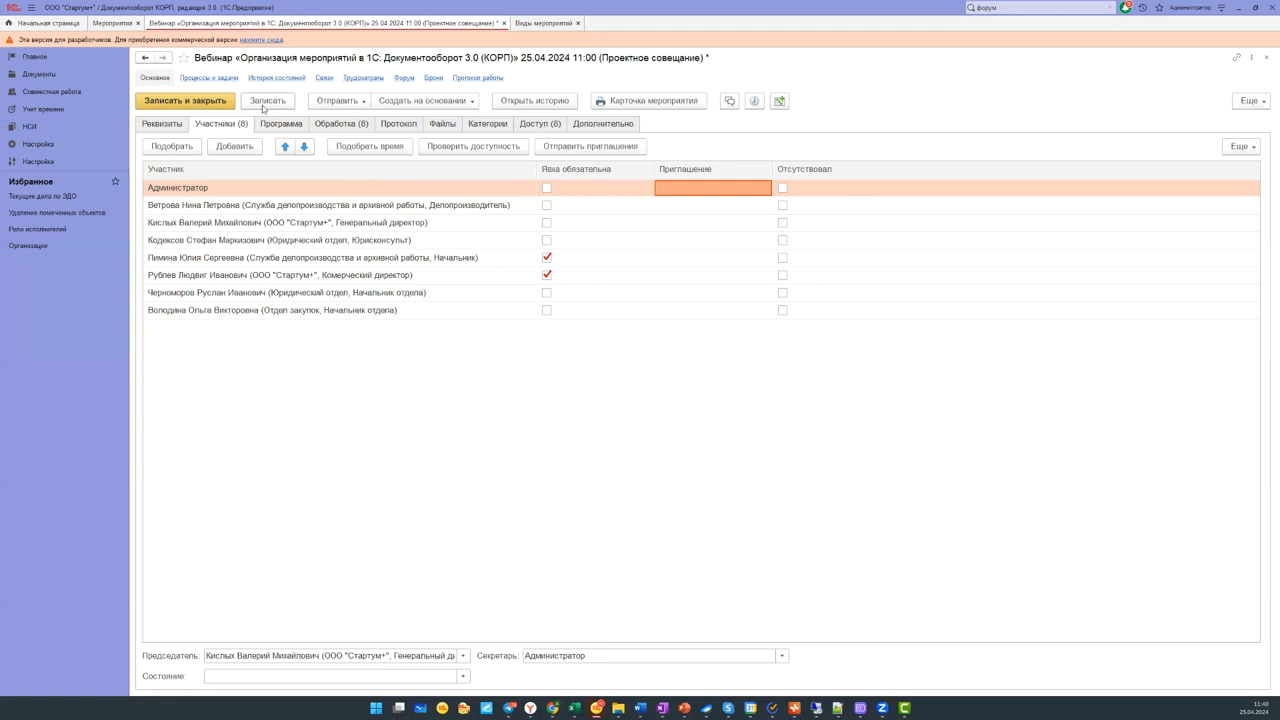 ООО "Стартум+" / Документооборот КОРП, редакция 3.0 (1С:Предприятие)
форум
Администратор
Начальная страница
Мероприятия ×
Вебинар «Организация мероприятий в 1С: Документооборот 3.0 (КОРП)» 25.04.2024 11:00 (Проектное совещание) * ×
Виды мероприятий ×
Эта версия для разработчиков. Для приобретения коммерческой версии нажмите сюда.
Главное
Документы
Совместная работа
Учет времени
НСИ
Настройка
Настройка
Избранное
Текущие дела по ЭДО
Удаление помеченных объектов
Роли исполнителей
Организации
Вебинар «Организация мероприятий в 1С: Документооборот 3.0 (КОРП)» 25.04.2024 11:00 (Проектное совещание) *
Основное Процессы и задачи История состояний Связи Трудозатраты Форум Брони Протокол работы
Записать и закрыть Записать Отправить Создать на основании Открыть историю Карточка мероприятия Еще
Реквизиты Участники (8) Программа Обработка (8) Протокол Файлы Категории Доступ (8) Дополнительно
Подобрать Добавить Подобрать время Проверить доступность Отправить приглашения Еще
Участник Явка обязательна Приглашение Отсутствовал
Администратор
Ветрова Нина Петровна (Служба делопроизводства и архивной работы, Делопроизводитель)
Кислых Валерий Михайлович (ООО "Стартум+", Генеральный директор)
Кодексов Стефан Маркизович (Юридический отдел, Юрисконсульт)
Пимина Юлия Сергеевна (Служба делопроизводства и архивной работы, Начальник)
Рублев Людвиг Иванович (ООО "Стартум+", Комерческий директор)
Черноморов Руслан Иванович (Юридический отдел, Начальник отдела)
Володина Ольга Викторовна (Отдел закупок, Начальник отдела)
Председатель: Кислых Валерий Михайлович (ООО "Стартум+", Генеральный ди Секретарь: Администратор
Состояние:
11:40
25.04.2024